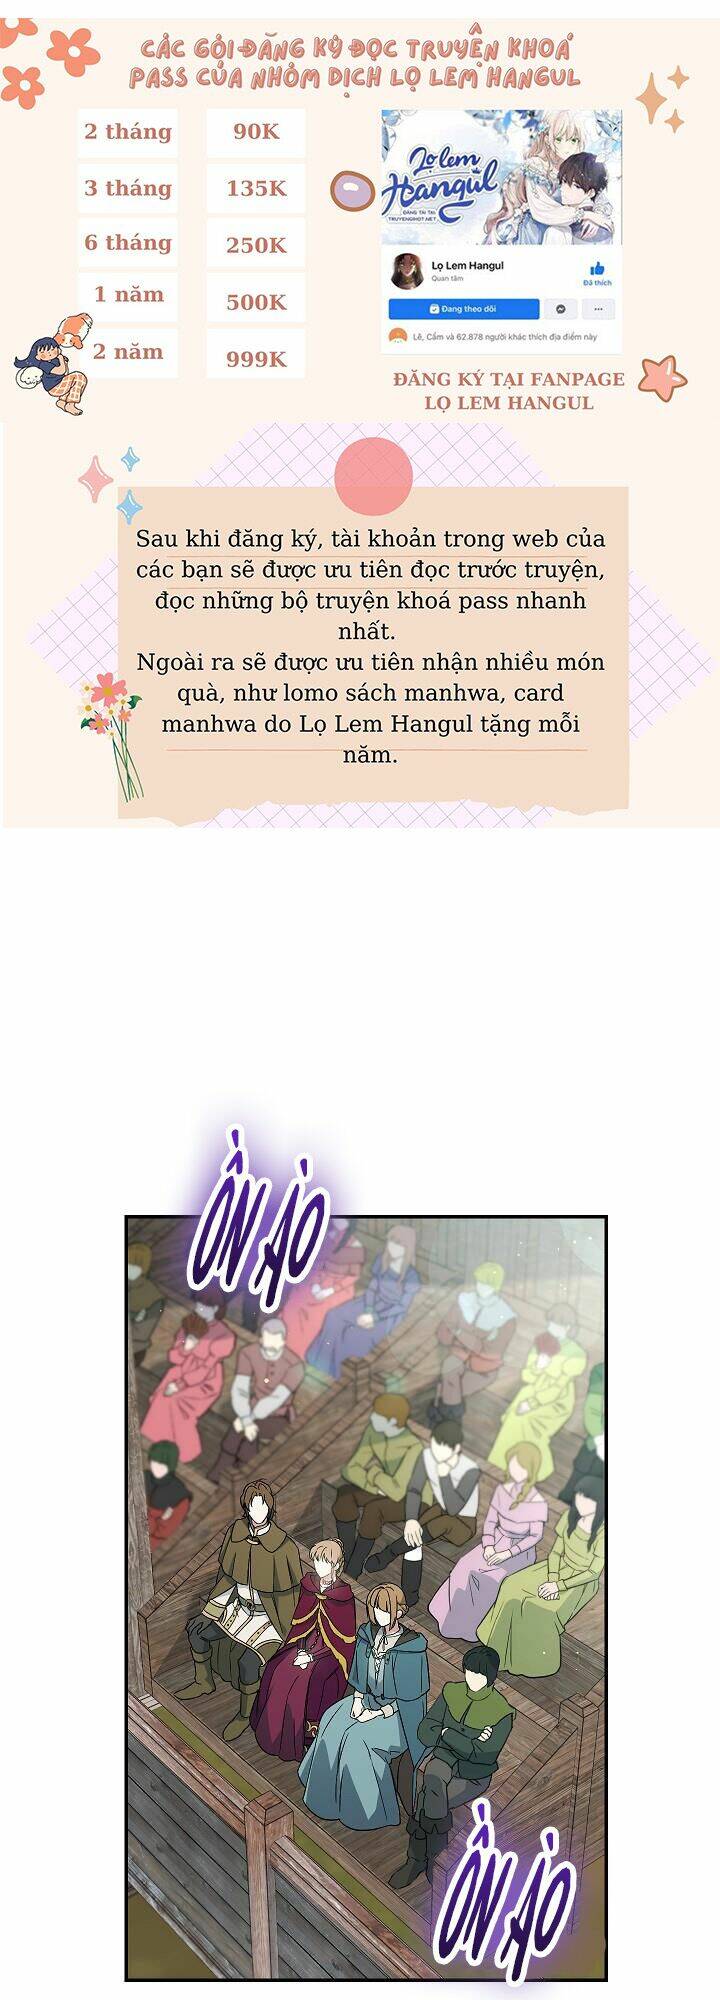 CÁC GÓI ĐĂNG KÝ ĐỌC TRUYỆN KHOÁ
PASS CỦA NHÓM DỊCH LỌ LEM HANGUL
2 tháng 90K
3 tháng 135K
6 tháng 250K
1 năm 500K
2 năm 999K
Lọ lem
Hangul
ĐĂNG TẢI TẠI
TRUYENGIHOT.NET
Lọ Lem Hangul
Quan tâm
Đã thích
Đang theo dõi
Lê, Cẩm và 62.878 người khác thích địa điểm này
ĐĂNG KÝ TẠI FANPAGE
LỌ LEM HANGUL
Sau khi đăng ký, tài khoản trong web của
các bạn sẽ được ưu tiên đọc trước truyện,
đọc những bộ truyện khoá pass nhanh
nhất.
Ngoài ra sẽ được ưu tiên nhận nhiều món
quà, như lomo sách manhwa, card
manhwa do Lọ Lem Hangul tặng mỗi
năm.
ỒN ÀO
ỒN ÀO